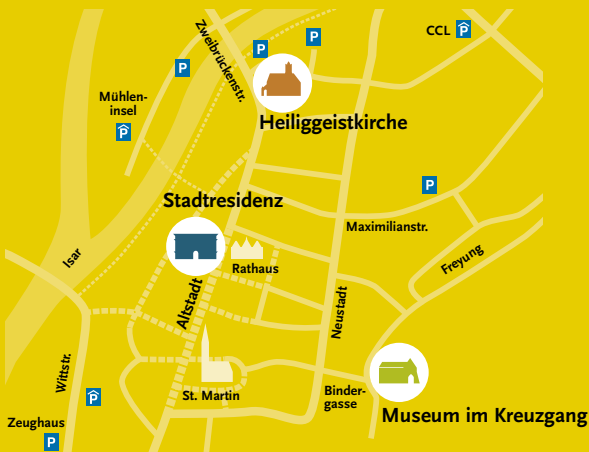 Zweibrückenstr.
P
P
CCL P
P
Mühlen-
insel
P
Heiliggeistkirche
Stadtresidenz
P
Maximilianstr.
Isar
Rathaus
Freyung
Altstadt
Neustadt
Wittstr.
St. Martin
Binder-
gasse
P
Museum im Kreuzgang
Zeughaus
P